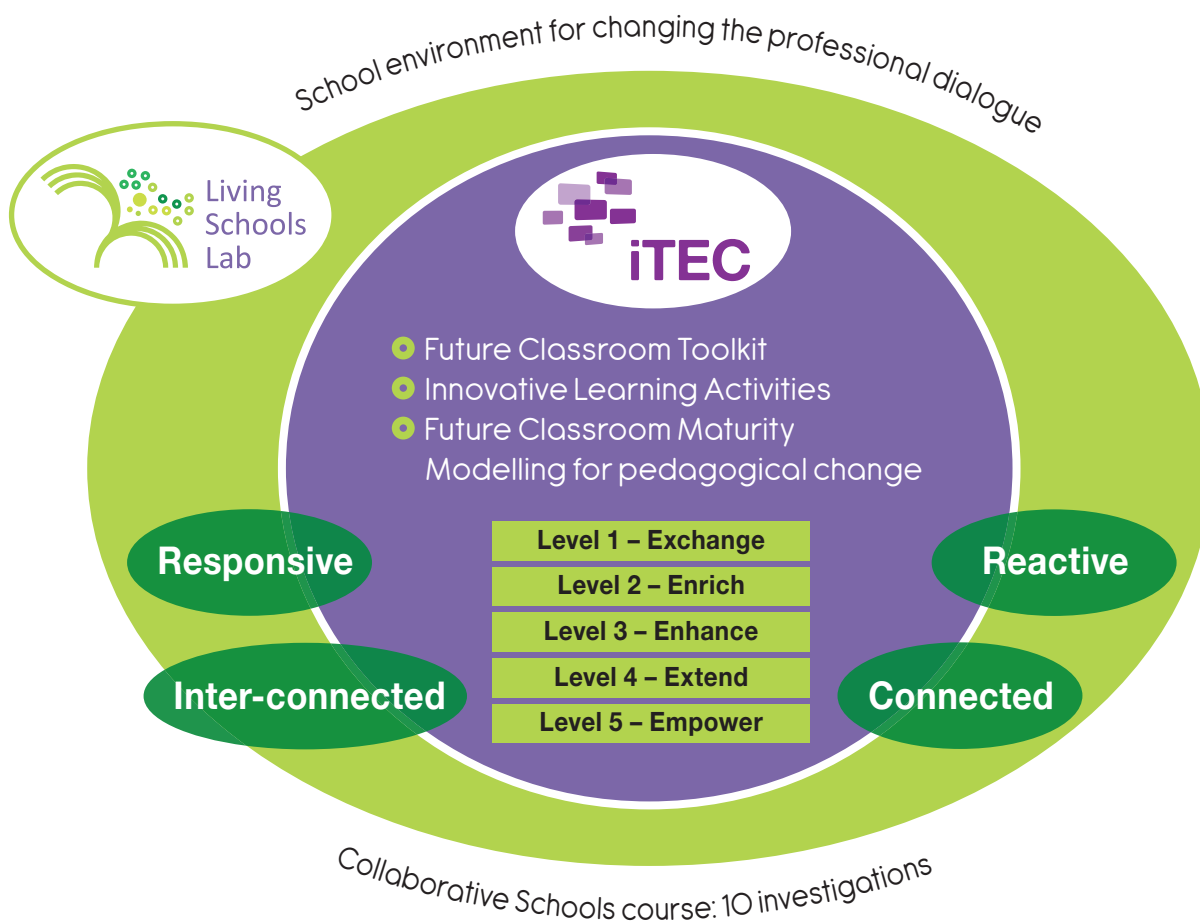 School environment for changing the professional dialogue
Living
Schools
Lab
iTEC
Future Classroom Toolkit
Innovative Learning Activities
Future Classroom Maturity
Modelling for pedagogical change
Responsive
Reactive
Level 1 – Exchange
Level 2 – Enrich
Level 3 – Enhance
Level 4 – Extend
Level 5 – Empower
Inter-connected
Connected
Collaborative Schools course: 10 investigations